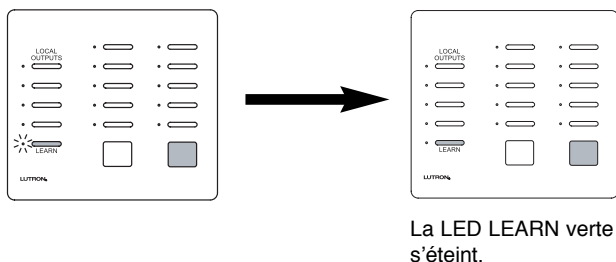 LOCAL
OUTPUTS
LEARN
LUTRON
LOCAL
OUTPUTS
LEARN
LUTRON
La LED LEARN verte
s’éteint.